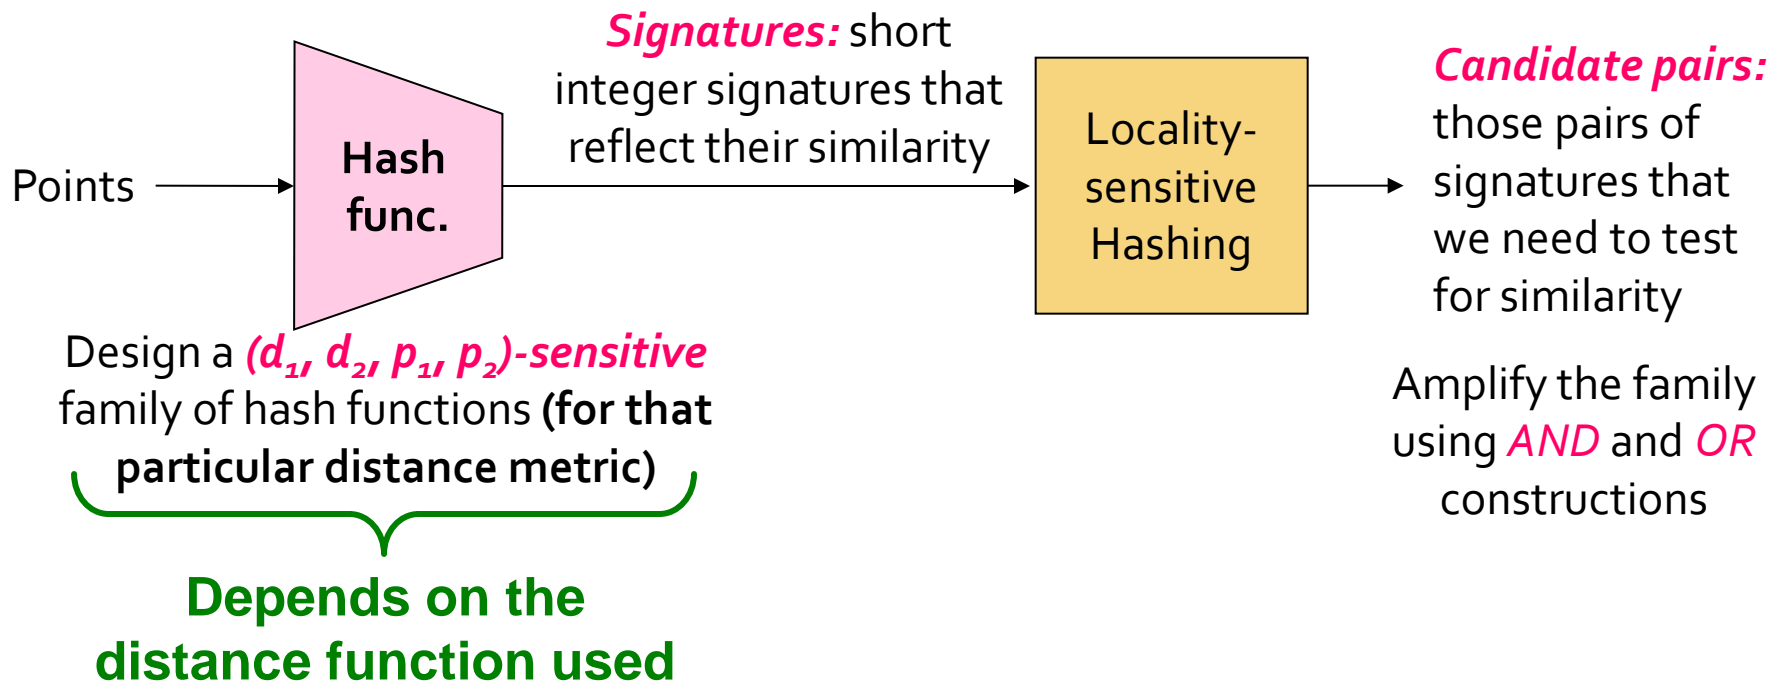 Points
Hash
func.
Signatures: short
integer signatures that
reflect their similarity
Locality-
sensitive
Hashing
Candidate pairs:
those pairs of
signatures that
we need to test
for similarity
Design a (d₁, d₂, p₁, p₂)-sensitive
family of hash functions (for that
particular distance metric)
Amplify the family
using AND and OR
constructions
Depends on the
distance function used